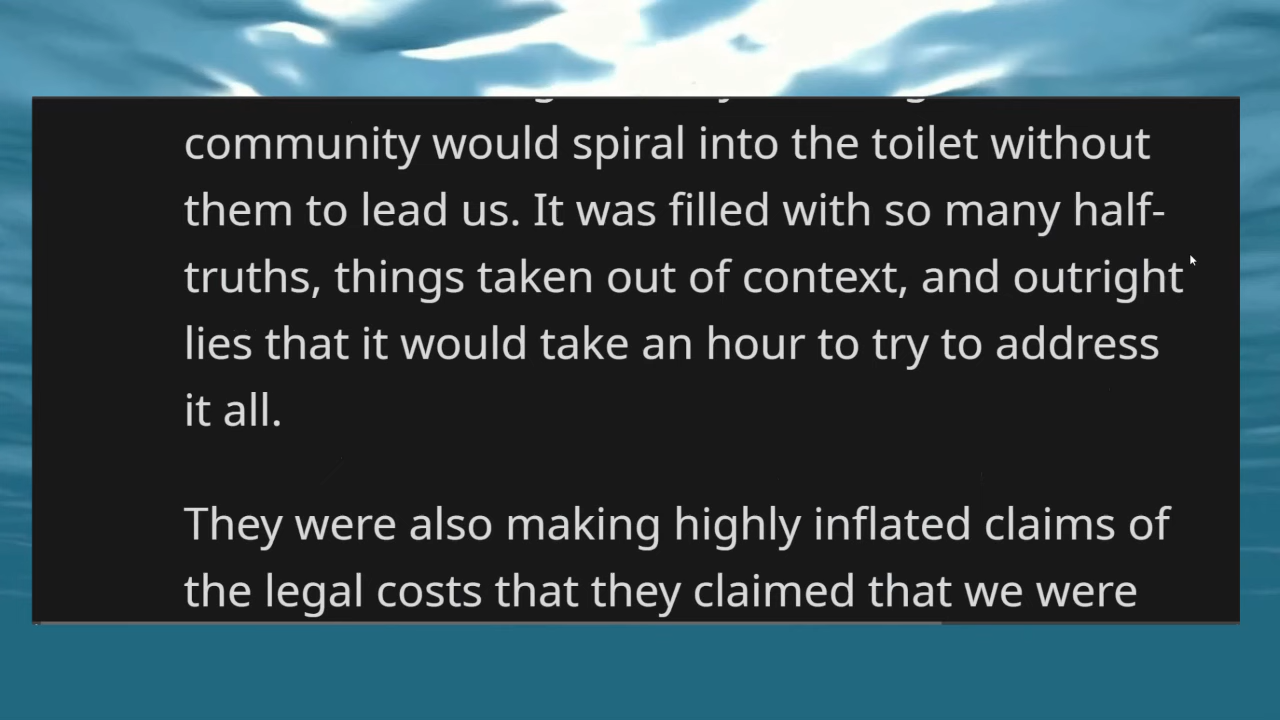 community would spiral into the toilet without
them to lead us. It was filled with so many half-
truths, things taken out of context, and outright
lies that it would take an hour to try to address
it all.
They were also making highly inflated claims of
the legal costs that they claimed that we were